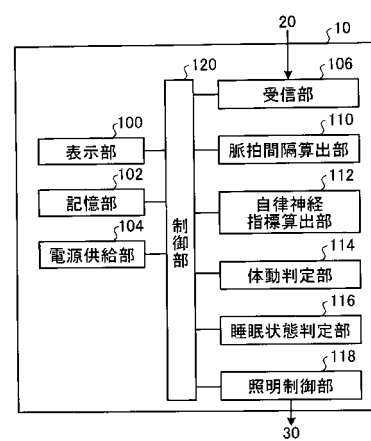 20
10
120
106
受信部
100
表示部
110
脈拍間隔算出部
102
記憶部
112
自律神経
指標算出部
104
電源供給部
制御部
114
体動判定部
116
睡眠状態判定部
118
照明制御部
30